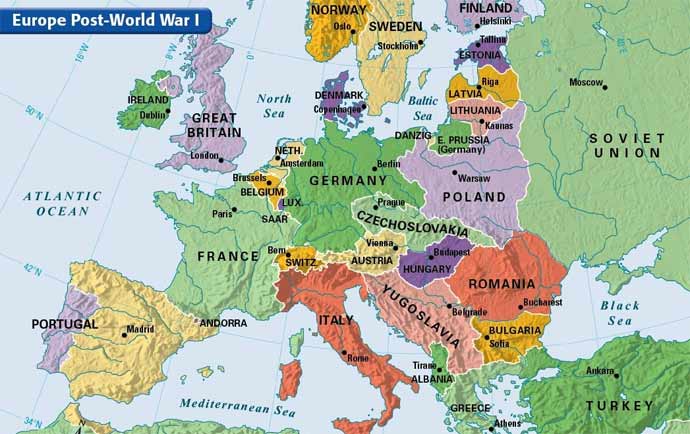 Europe Post-World War I
NORWAY
Oslo
SWEDEN
Stockholm
FINLAND
Helsinki
Tallinn
ESTONIA
Riga
LATVIA
LITHUANIA
Kaunas
Moscow
SOVIET
UNION
60°
50°N
42°N
34°N
32°E
40°E
IRELAND
Dublin
GREAT
BRITAIN
London
North
Sea
DENMARK
Copenhagen
Baltic
Sea
DANZIG
E. PRUSSIA
(Germany)
NETH.
Amsterdam
Brussels
BELGIUM
LUX.
SAAR
GERMANY
Berlin
Warsaw
POLAND
Prague
CZECHOSLOVAKIA
ATLANTIC
OCEAN
Paris
FRANCE
Bern
SWITZ
Vienna
AUSTRIA
Budapest
HUNGARY
ROMANIA
Bucharest
Belgrade
YUGOSLAVIA
BULGARIA
Sofia
Black
Sea
PORTUGAL
Madrid
ANDORRA
ITALY
Rome
Tirane
ALBANIA
GREECE
Athens
Ankara
TURKEY
Mediterranean Sea